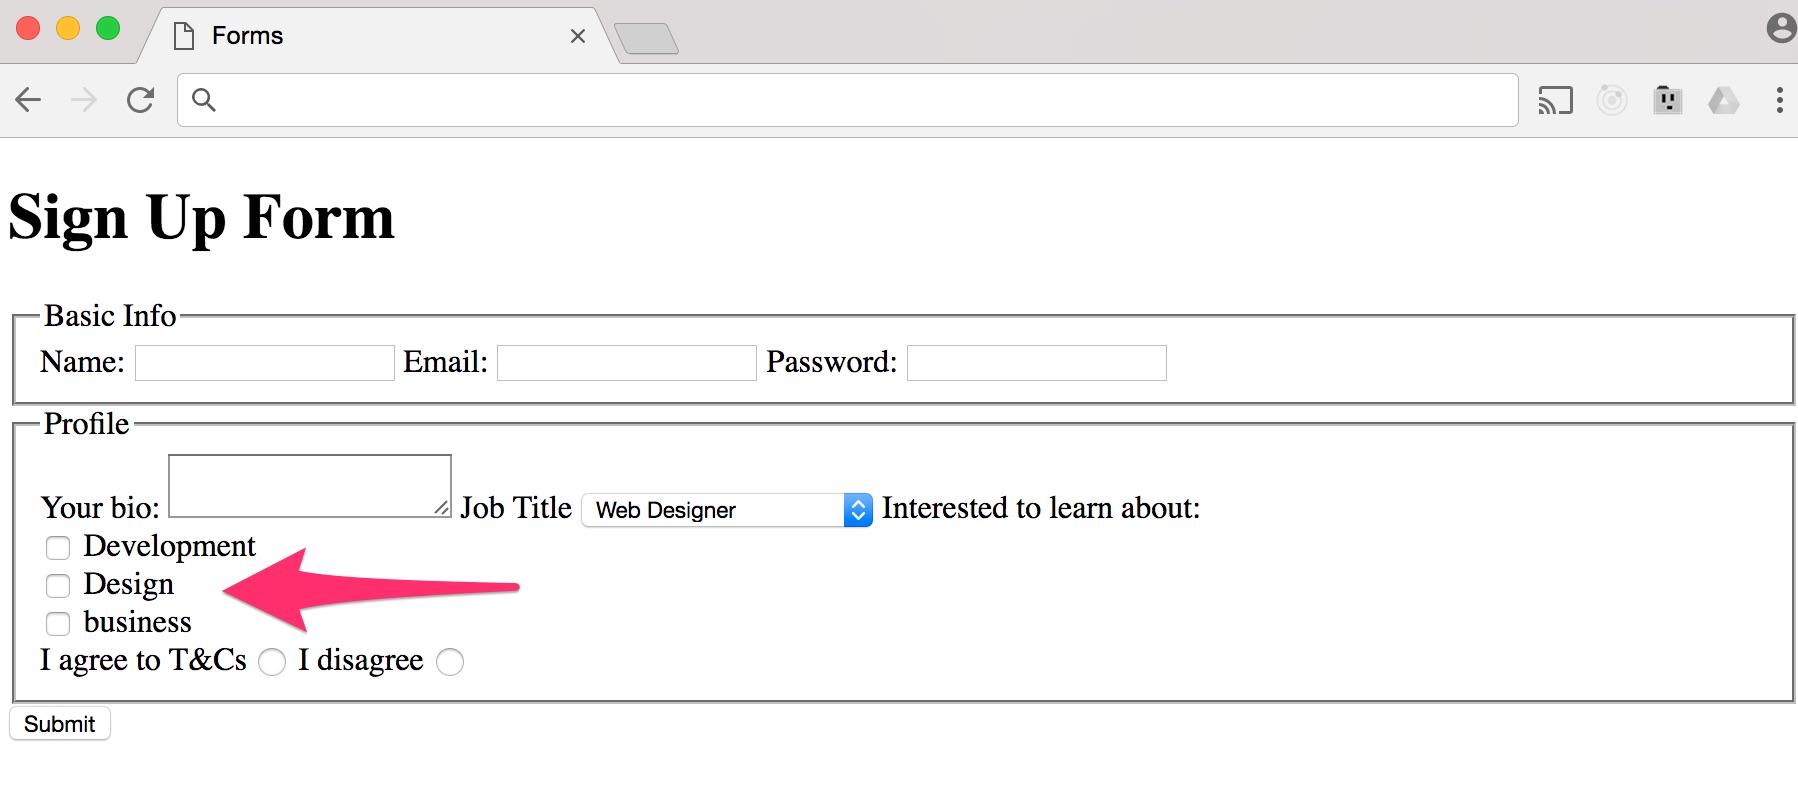 Forms
Sign Up Form
Basic Info
Name: Email: Password:
Profile
Your bio: Job Title Web Designer Interested to learn about:
Development
Design
business
I agree to T&Cs I disagree
Submit